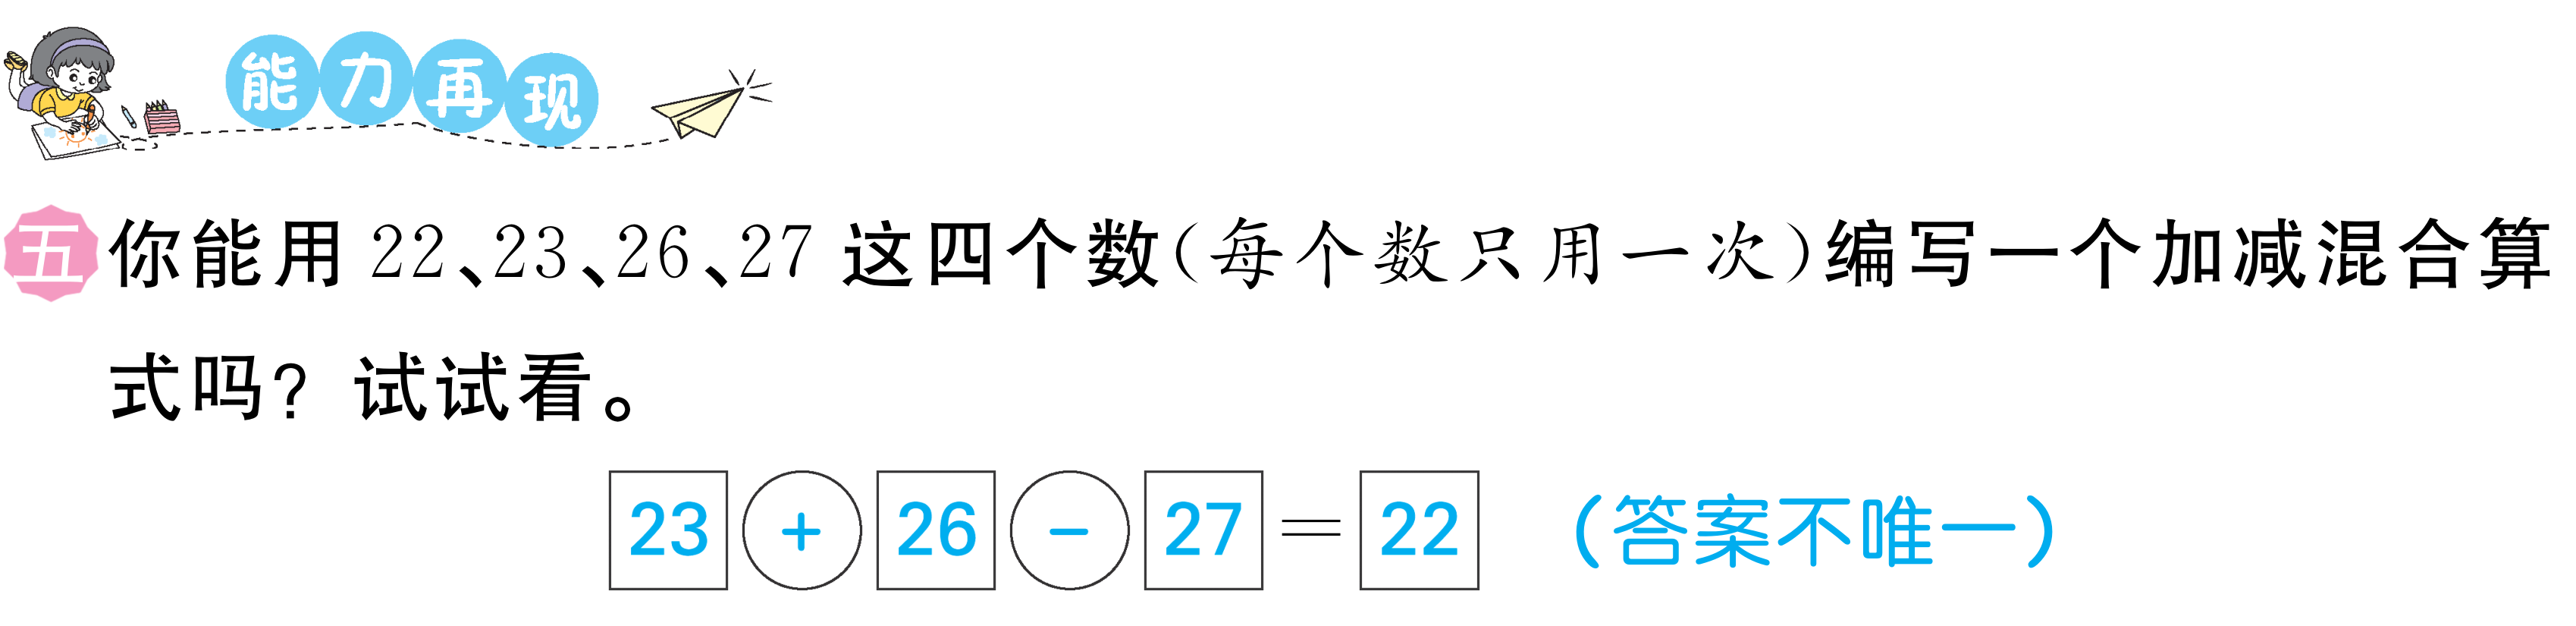 能力再现
五 你能用 22、23、26、27 这四个数(每个数只用一次)编写一个加减混合算
式吗? 试试看。
23 + 26 - 27 = 22 (答案不唯一)